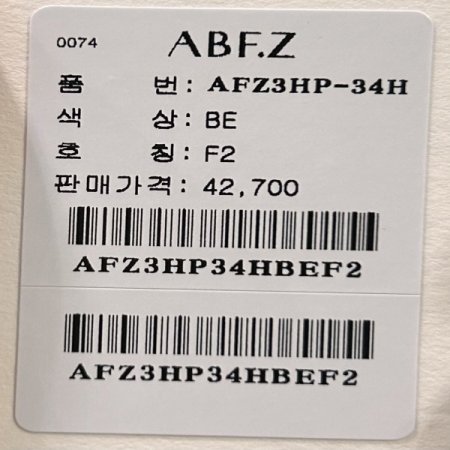 0074 ABF.Z
품 번: AFZ3HP-34H
색 상: BE
호 칭: F2
판매가격: 42,700
AFZ3HP34HBEF2
AFZ3HP34HBEF2